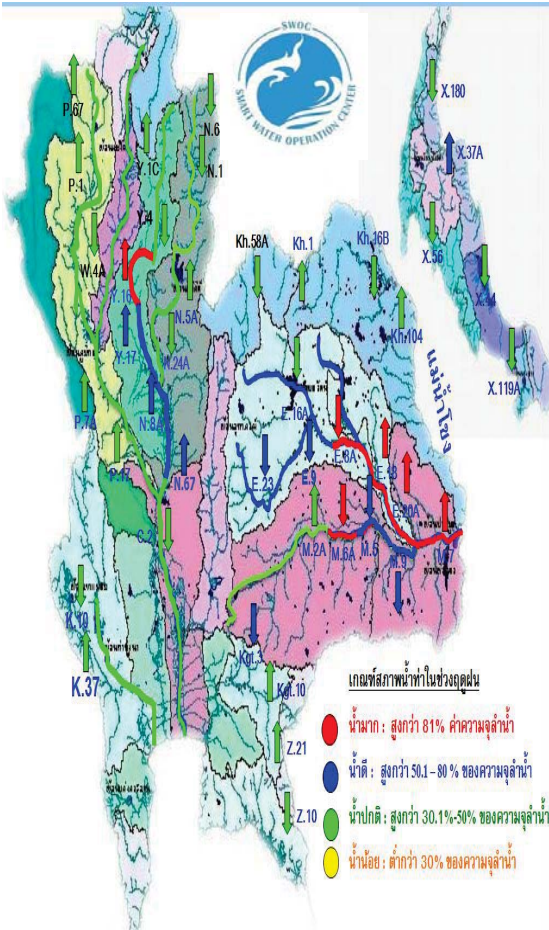 SWOC
SMART WATER OPERATION CENTER
P.67
N.6
X.180
Y.1C
N.1
X.37A
P.1
Y.4
Kh.58A
Kh.1
Kh.16B
X.56
W.4A
Y.16
N.5A
Kh.104
แม่น้ำโขง
Y.17
N.24A
X.119A
N.8A
E.16A
E.8A
P.17
N.67
E.23
E.9
E.18
E.20A
C.2
M.2A
M.6A
M.9
M.7
K.10
Kgt.3
K.37
Kgt.10
Z.21
Z.10
เกณฑ์สภาพน้ำท่าในช่วงฤดูฝน
น้ำมาก : สูงกว่า 81% ค่าความจุลำน้ำ
น้ำดี : สูงกว่า 50.1 - 80 % ของความจุลำน้ำ
น้ำปกติ : สูงกว่า 30.1%-50% ของความจุลำน้ำ
น้ำน้อย : ต่ำกว่า 30% ของความจุลำน้ำ